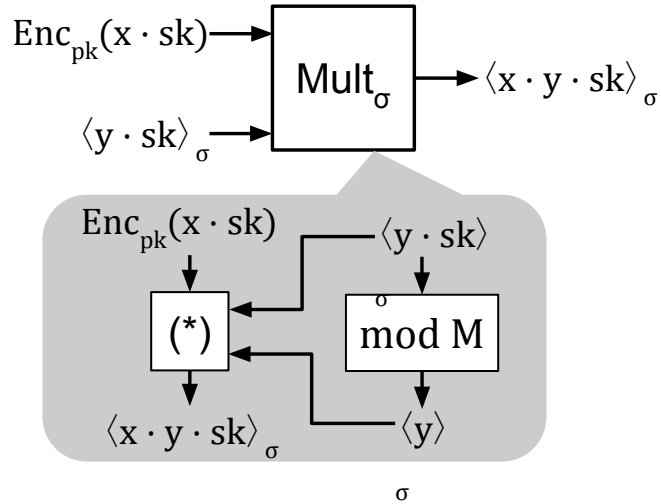 Enc_pk(x · sk)
Mult_σ
⟨x · y · sk⟩_σ
⟨y · sk⟩_σ
Enc_pk(x · sk)
⟨y · sk⟩
σ
(*)
mod M
⟨x · y · sk⟩_σ
⟨y⟩
σ